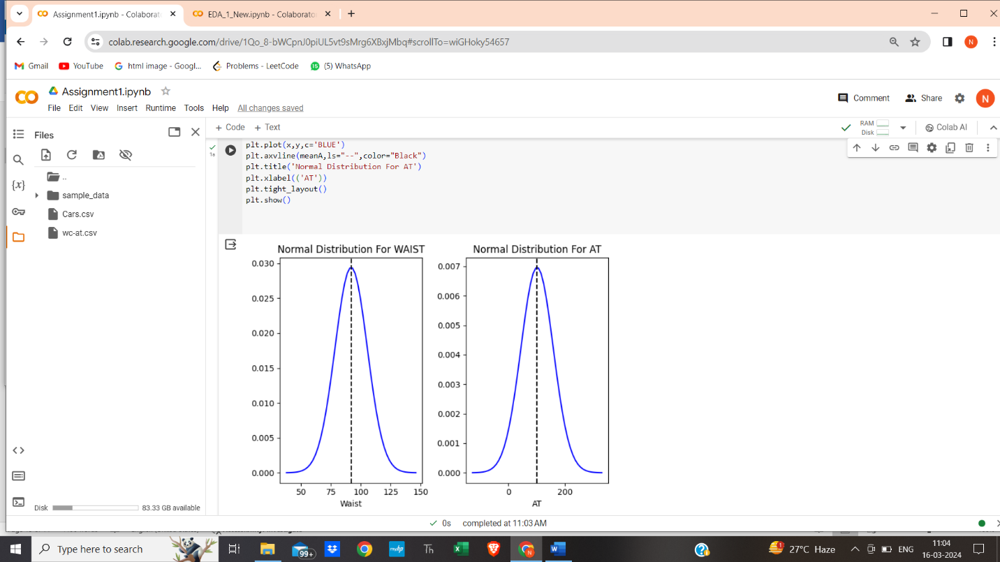 Assignment1.ipynb - Colaborat
EDA_1_New.ipynb - Colaborato
colab.research.google.com/drive/1Qo_8-bWCpnJ0piUL5vt9sMrg6XBxjMbq#scrollTo=wiGHoky54657
N
Gmail YouTube html image - Googl... Problems - LeetCode (5) WhatsApp
Assignment1.ipynb
Comment Share N
File Edit View Insert Runtime Tools Help All changes saved
Files
+ Code + Text
RAM
Disk
Colab AI
..
sample_data
Cars.csv
wc-at.csv
{x}
1s
plt.plot(x,y,c='BLUE')
plt.axvline(meanA,ls="--",color="Black")
plt.title('Normal Distribution For AT')
plt.xlabel(('AT'))
plt.tight_layout()
plt.show()
Normal Distribution For WAIST
0.030
0.025
0.020
0.015
0.010
0.005
0.000
50 75 100 125 150
Waist
Normal Distribution For AT
0.007
0.006
0.005
0.004
0.003
0.002
0.001
0.000
0 200
AT
Disk 83.33 GB available
0s completed at 11:03 AM
Type here to search
99+
mvhp
Th
27°C Haze
ENG
11:04
16-03-2024